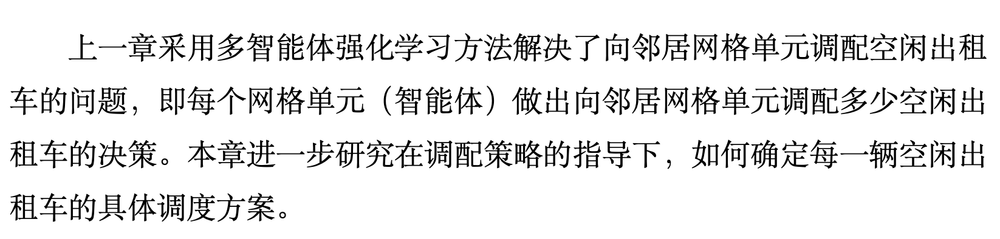 上一章采用多智能体强化学习方法解决了向邻居网格单元调配空闲出租
车的问题，即每个网格单元（智能体）做出向邻居网格单元调配多少空闲出
租车的决策。本章进一步研究在调配策略的指导下，如何确定每一辆空闲出
租车的具体调度方案。